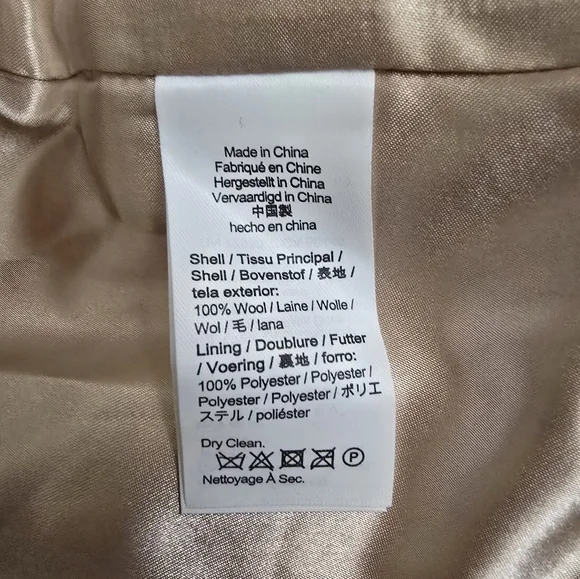 Made in China
Fabriqué en Chine
Hergestellt in China
Vervaardigd in China
中国製
hecho en china
Shell / Tissu Principal /
Shell / Bovenstof / 表地 /
tela exterior:
100% Wool / Laine / Wolle /
Wol / 毛 / lana
Lining / Doublure / Futter
/ Voering / 裏地 / forro:
100% Polyester / Polyester /
Polyester / Polyester / ポリエ
ステル / poliéster
Dry Clean.
P
Nettoyage À Sec.